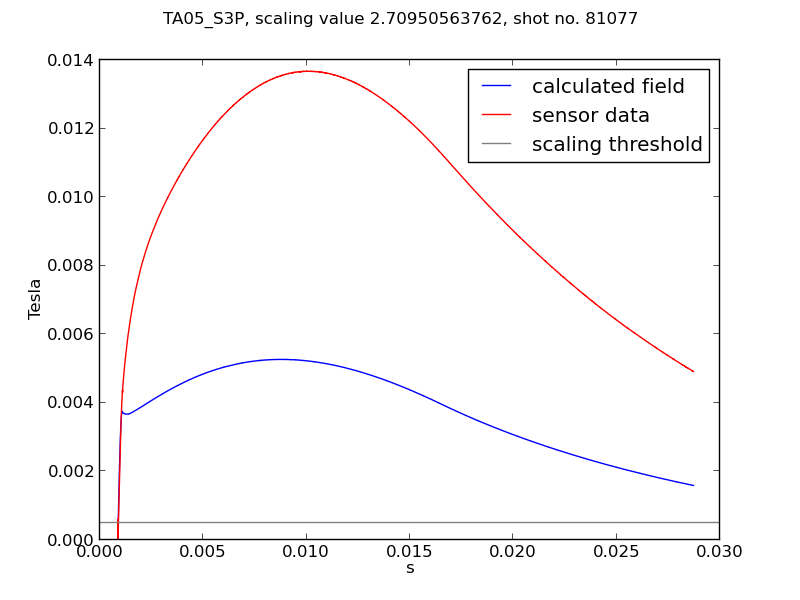 TA05_S3P, scaling value 2.70950563762, shot no. 81077
0.014
0.012
0.010
0.008
0.006
0.004
0.002
0.000
Tesla
calculated field
sensor data
scaling threshold
0.000 0.005 0.010 0.015 0.020 0.025 0.030
s